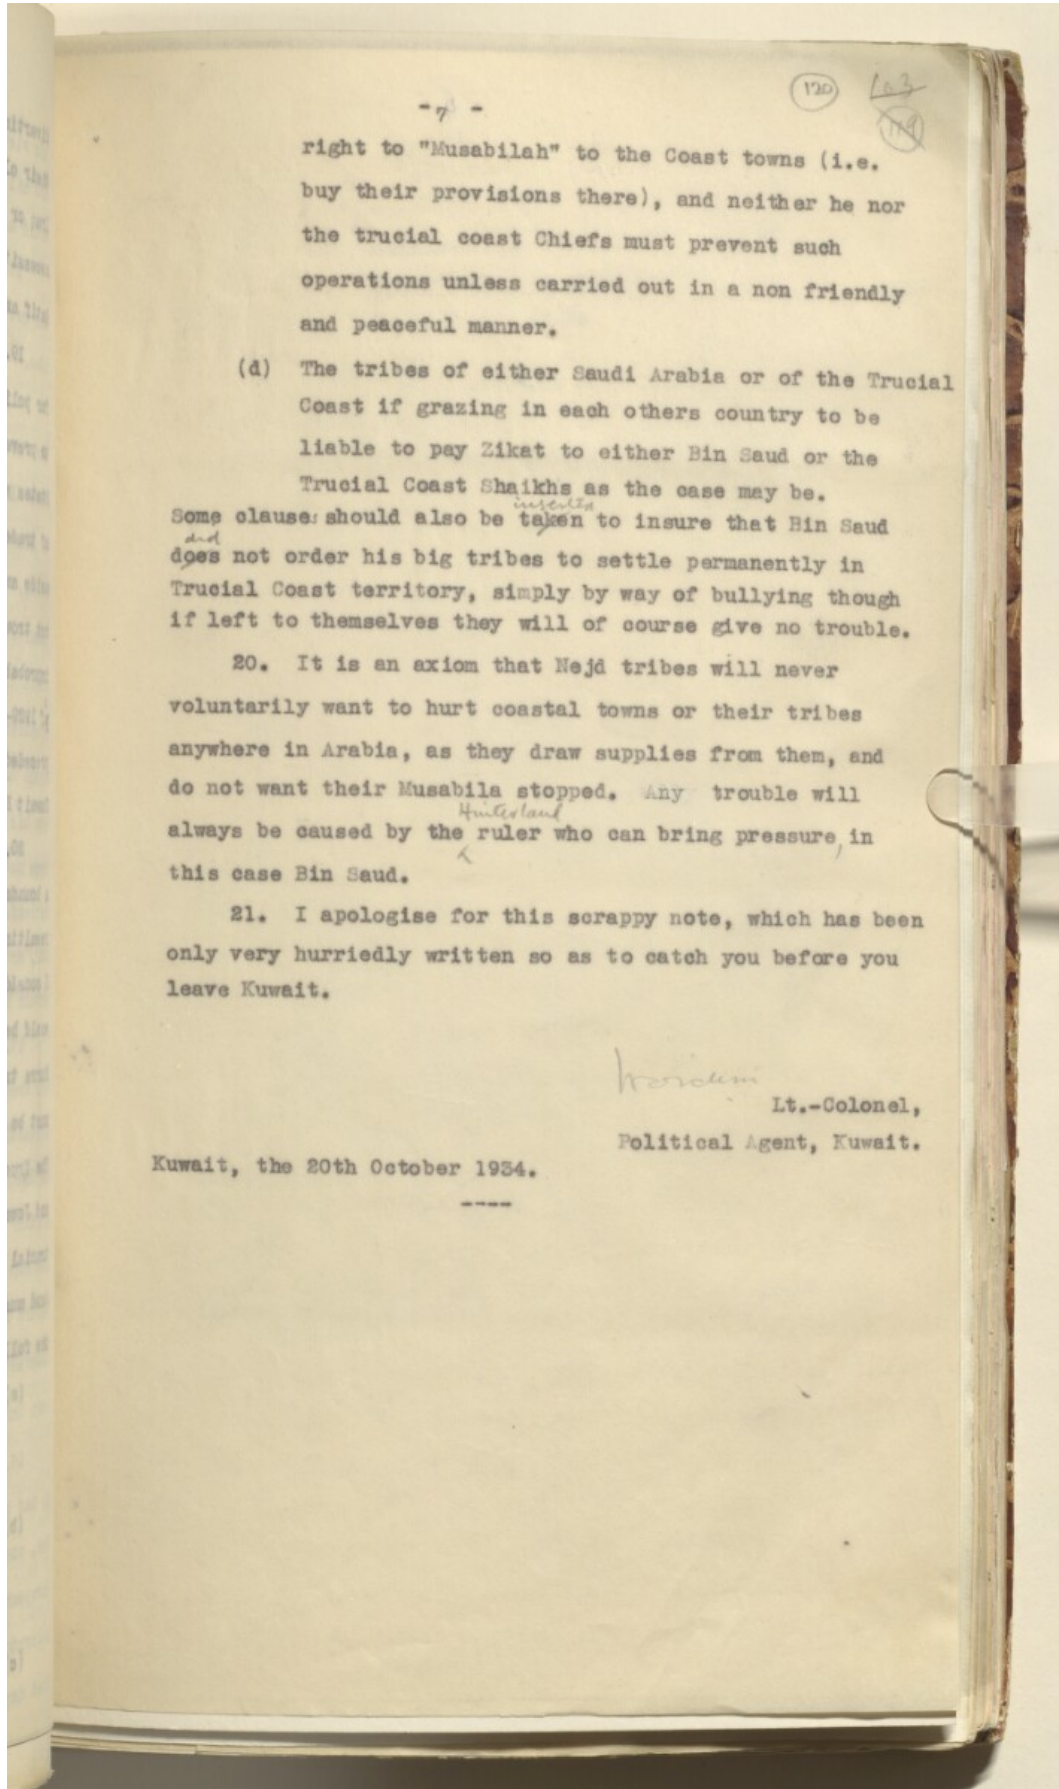 120 103
119
- 7 -
right to "Musabilah" to the Coast towns (i.e.
buy their provisions there), and neither he nor
the trucial coast Chiefs must prevent such
operations unless carried out in a non friendly
and peaceful manner.
(d) The tribes of either Saudi Arabia or of the Trucial
Coast if grazing in each others country to be
liable to pay Zikat to either Bin Saud or the
Trucial Coast Shaikhs as the case may be.
inserted
Some clause should also be taken to insure that Bin Saud
did
does not order his big tribes to settle permanently in
Trucial Coast territory, simply by way of bullying though
if left to themselves they will of course give no trouble.
20. It is an axiom that Nejd tribes will never
voluntarily want to hurt coastal towns or their tribes
anywhere in Arabia, as they draw supplies from them, and
do not want their Musabila stopped. Any trouble will
Hinterland
always be caused by the ruler who can bring pressure, in
this case Bin Saud.
21. I apologise for this scrappy note, which has been
only very hurriedly written so as to catch you before you
leave Kuwait.
Lt.-Colonel,
Political Agent, Kuwait.
Kuwait, the 20th October 1934.
----